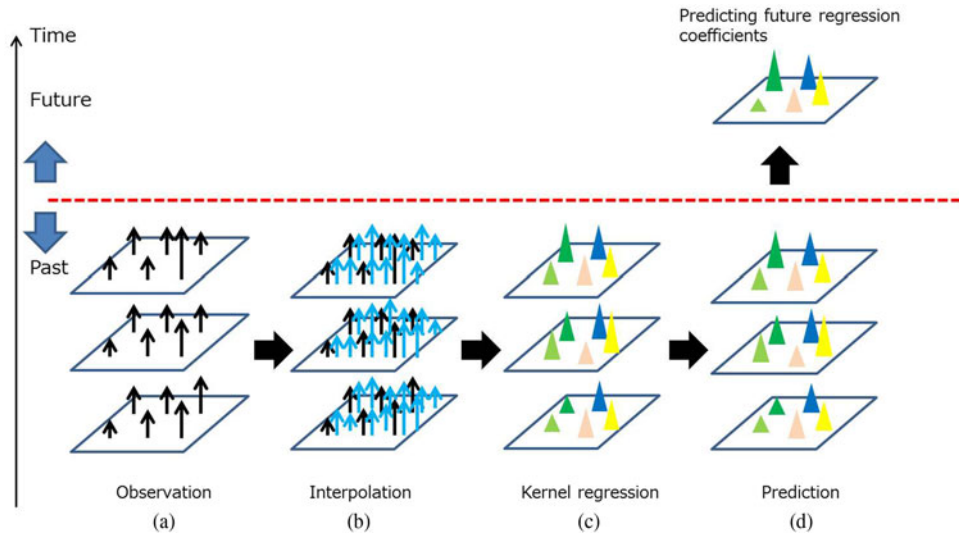 Time
Predicting future regression
coefficients
Future
Past
Observation
Interpolation
Kernel regression
Prediction
(a)
(b)
(c)
(d)